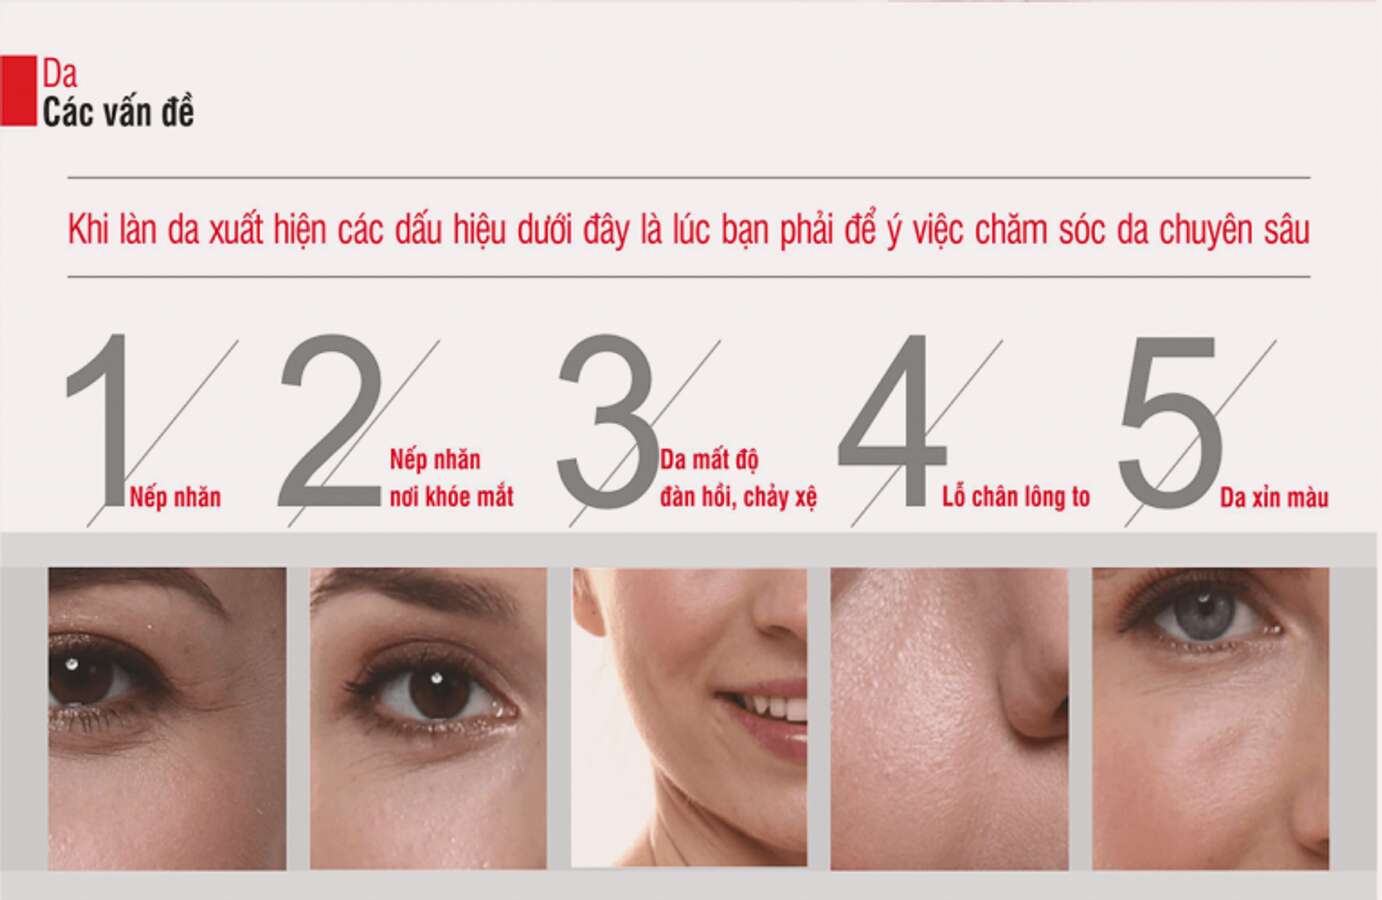 Da
Các vấn đề
Khi làn da xuất hiện các dấu hiệu dưới đây là lúc bạn phải để ý việc chăm sóc da chuyên sâu
1 Nếp nhăn
2 Nếp nhăn
nơi khóe mắt
3 Da mất độ
đàn hồi, chảy xệ
4 Lỗ chân lông to
5 Da xỉn màu